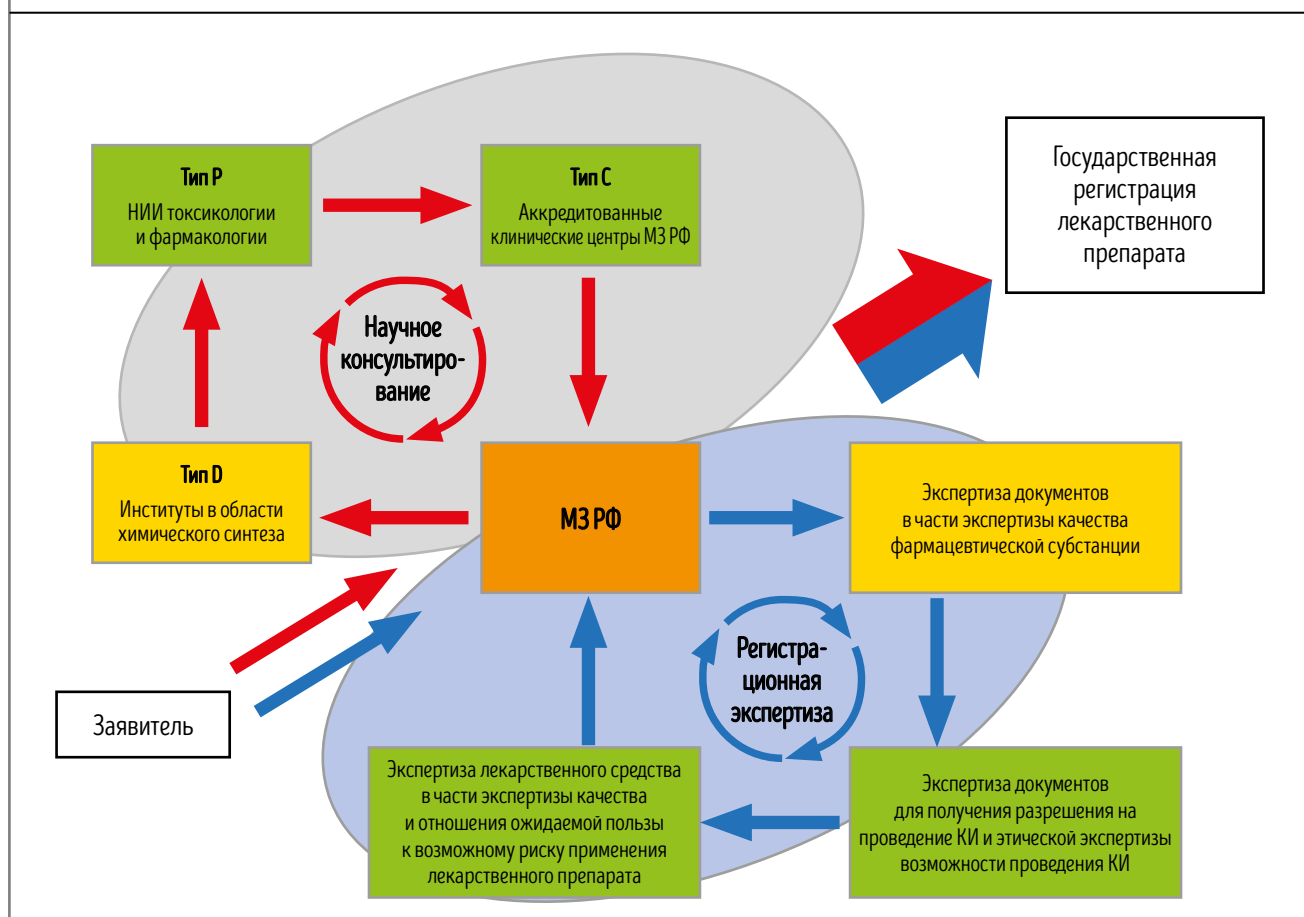 Тип P
НИИ токсикологии
и фармакологии
Тип C
Аккредитованные
клинические центры МЗ РФ
Государственная
регистрация
лекарственного
препарата
Научное
консультиро-
вание
Тип D
Институты в области
химического синтеза
МЗ РФ
Экспертиза документов
в части экспертизы качества
фармацевтической субстанции
Регистра-
ционная
экспертиза
Заявитель
Экспертиза лекарственного средства
в части экспертизы качества
и отношения ожидаемой пользы
к возможному риску применения
лекарственного препарата
Экспертиза документов
для получения разрешения на
проведение КИ и этической экспертизы
возможности проведения КИ